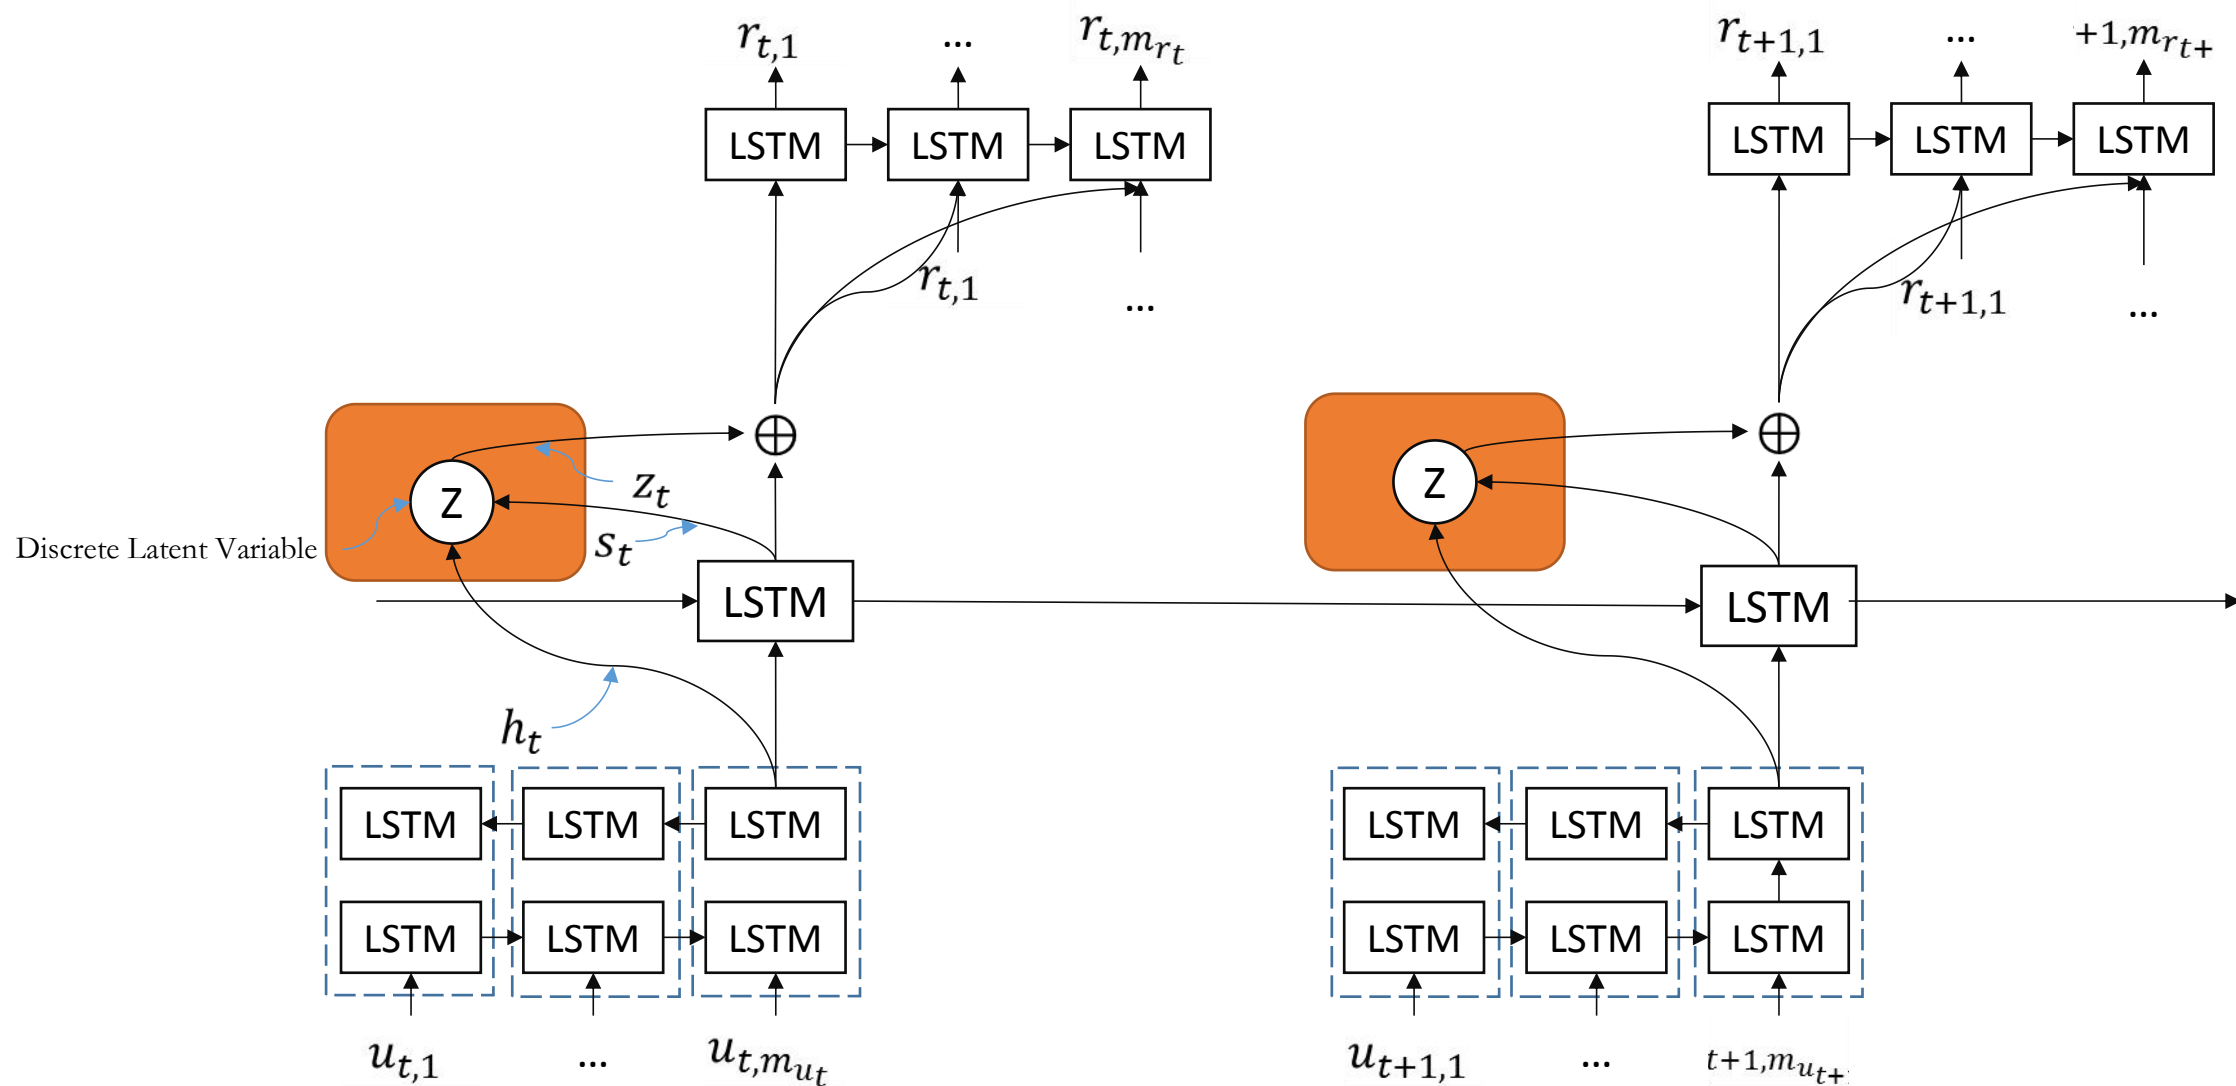 r_{t,1} ... r_{t,m_{r_t}} r_{t+1,1} ... +1,m_{r_{t+}}
LSTM LSTM LSTM LSTM LSTM LSTM
r_{t,1} ... r_{t+1,1} ...
Z z_t Z
Discrete Latent Variable s_t
LSTM LSTM
h_t
LSTM LSTM LSTM LSTM LSTM LSTM
LSTM LSTM LSTM LSTM LSTM LSTM
u_{t,1} ... u_{t,m_{u_t}} u_{t+1,1} ... t+1,m_{u_{t+}}